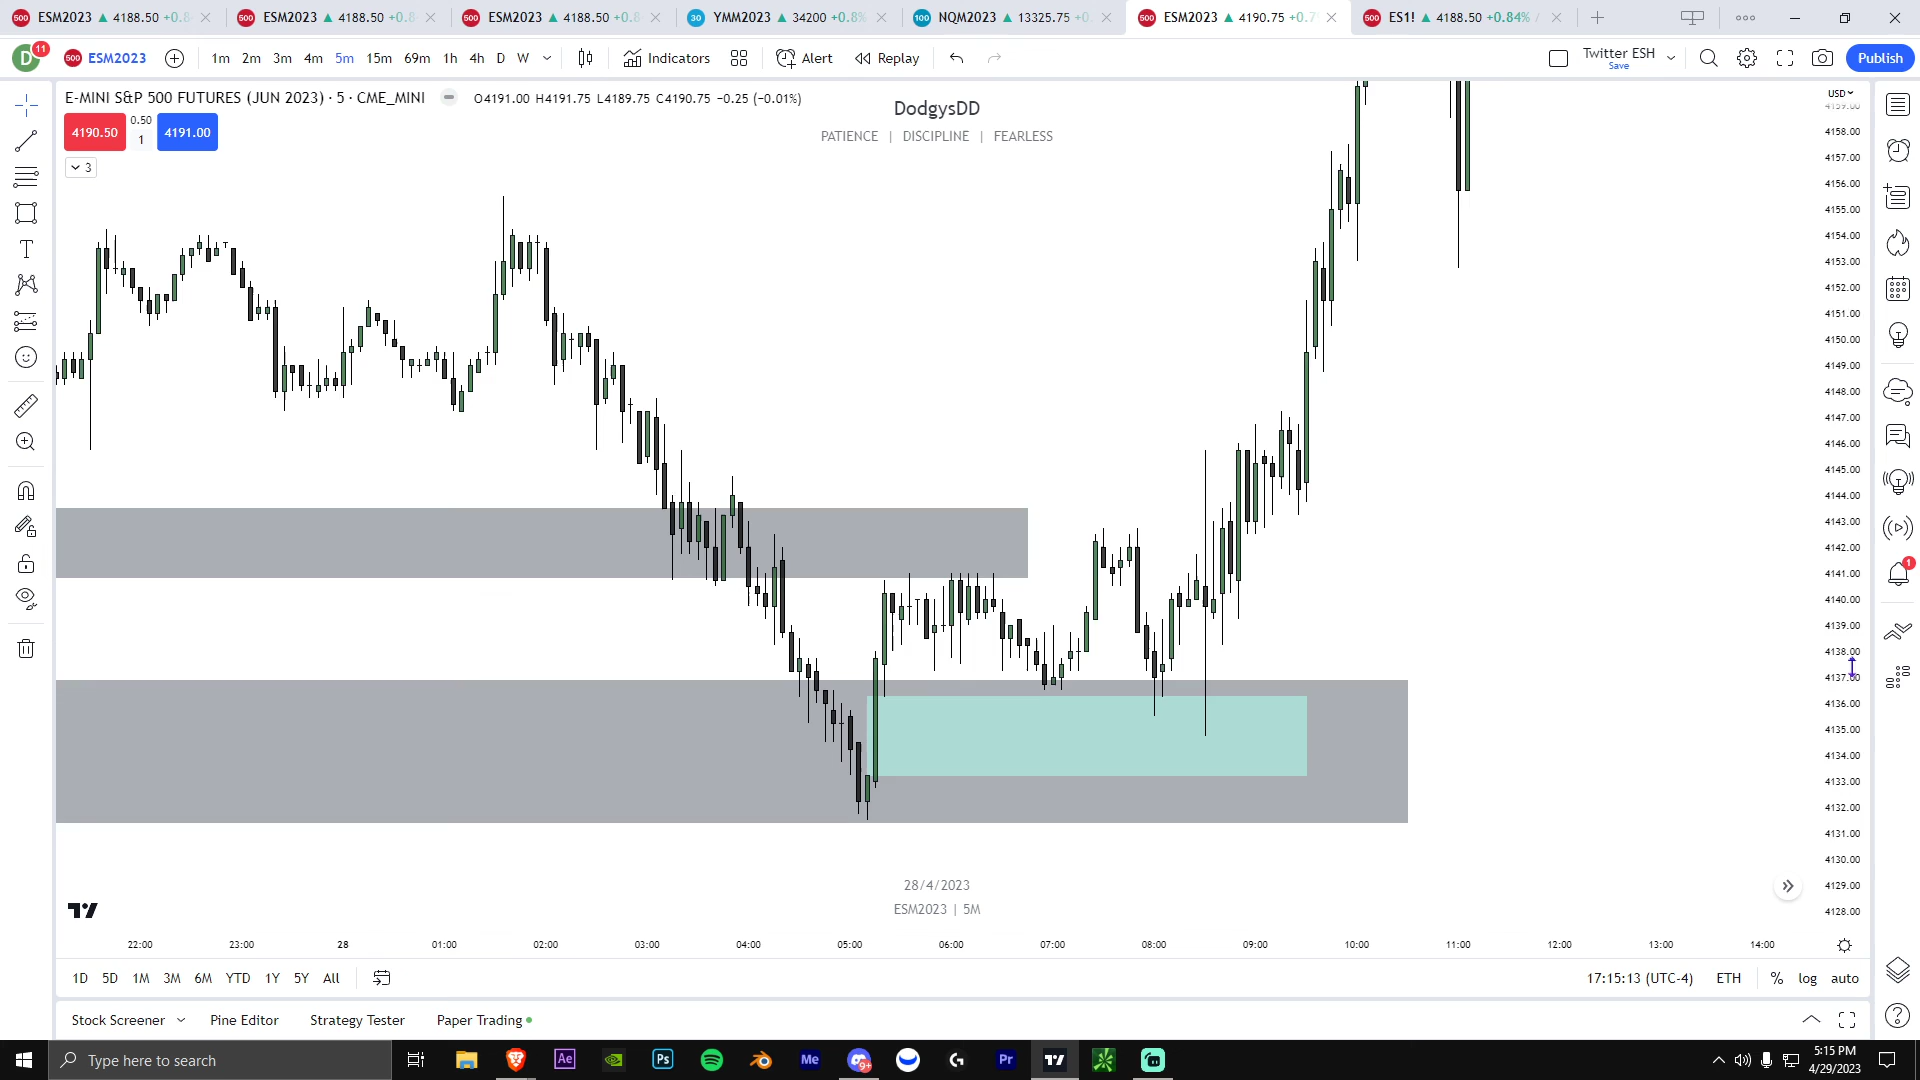 ESM2023 ▲ 4188.50 +0.8
ESM2023 ▲ 4188.50 +0.8
ESM2023 ▲ 4188.50 +0.8
YMM2023 ▲ 34200 +0.8%
NQM2023 ▲ 13325.75 +0.
ESM2023 ▲ 4190.75 +0.7
ES1! ▲ 4188.50 +0.84% /
D 11
500 ESM2023
1m 2m 3m 4m 5m 15m 69m 1h 4h D W
Indicators
Alert
Replay
Twitter ESH
Save
Publish
E-MINI S&P 500 FUTURES (JUN 2023) · 5 · CME_MINI
O4191.00 H4191.75 L4189.75 C4190.75 −0.25 (−0.01%)
4190.50
0.50
1
4191.00
3
DodgysDD
PATIENCE | DISCIPLINE | FEARLESS
USD
4159.00
4158.00
4157.00
4156.00
4155.00
4154.00
4153.00
4152.00
4151.00
4150.00
4149.00
4148.00
4147.00
4146.00
4145.00
4144.00
4143.00
4142.00
4141.00
4140.00
4139.00
4138.00
4137.00
4136.00
4135.00
4134.00
4133.00
4132.00
4131.00
4130.00
4129.00
4128.00
28/4/2023
ESM2023 | 5M
22:00 23:00 28 01:00 02:00 03:00 04:00 05:00 06:00 07:00 08:00 09:00 10:00 11:00 12:00 13:00 14:00
1D 5D 1M 3M 6M YTD 1Y 5Y All
17:15:13 (UTC-4) ETH % log auto
Stock Screener Pine Editor Strategy Tester Paper Trading
Type here to search
Ae Ps Me 9+ Pr
5:15 PM
4/29/2023